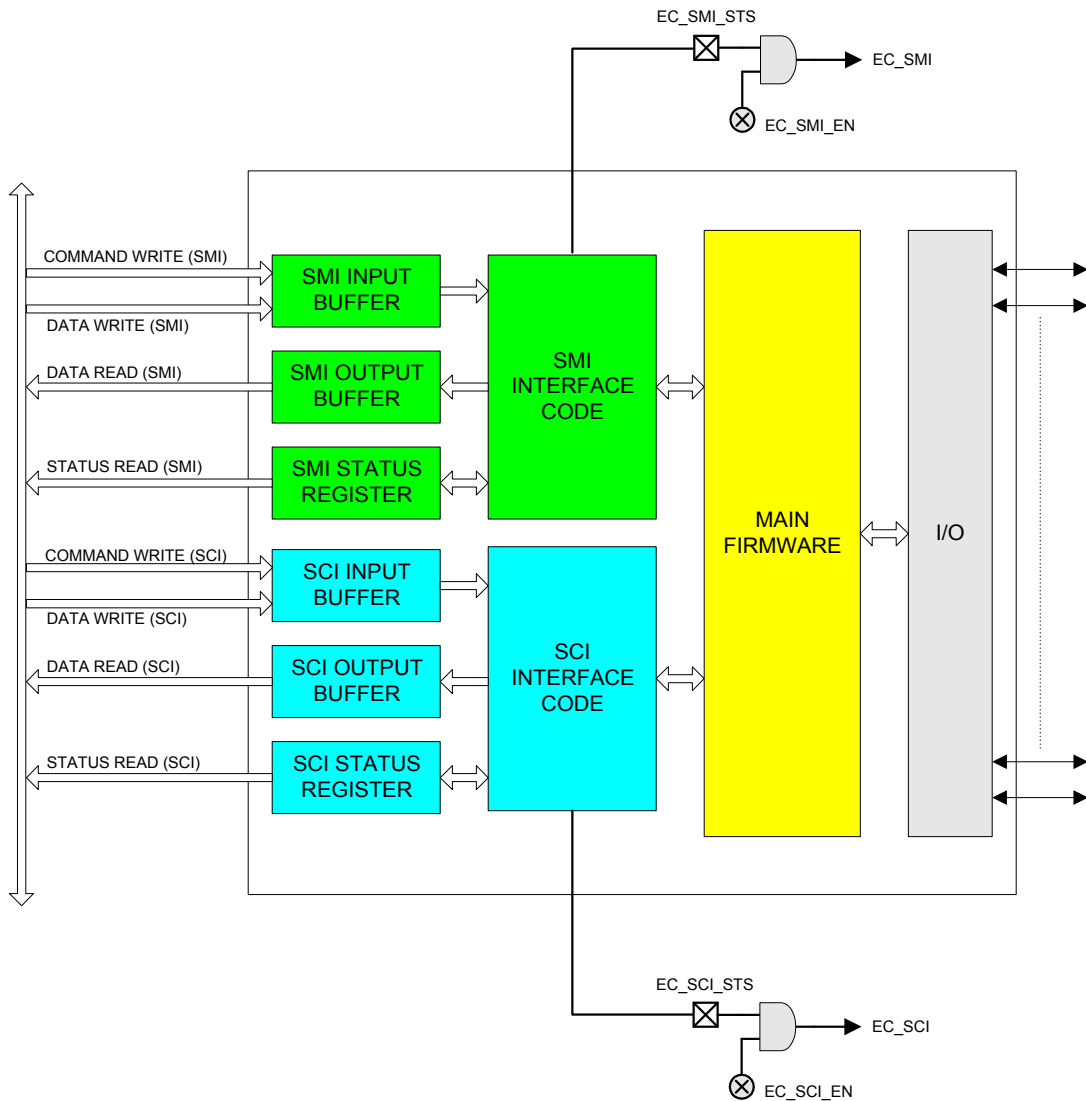 EC_SMI_STS
EC_SMI
EC_SMI_EN
COMMAND WRITE (SMI)
DATA WRITE (SMI)
DATA READ (SMI)
STATUS READ (SMI)
COMMAND WRITE (SCI)
DATA WRITE (SCI)
DATA READ (SCI)
STATUS READ (SCI)
SMI INPUT
BUFFER
SMI OUTPUT
BUFFER
SMI STATUS
REGISTER
SCI INPUT
BUFFER
SCI OUTPUT
BUFFER
SCI STATUS
REGISTER
SMI
INTERFACE
CODE
SCI
INTERFACE
CODE
MAIN
FIRMWARE
I/O
EC_SCI_STS
EC_SCI
EC_SCI_EN